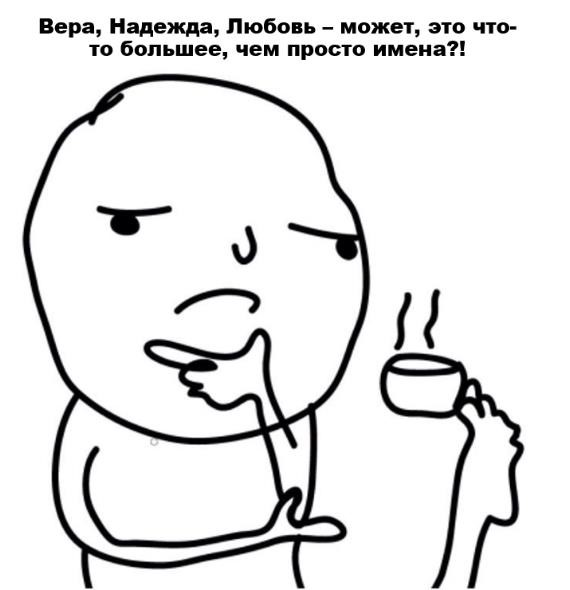 Вера, Надежда, Любовь – может, это что-
то большее, чем просто имена?!